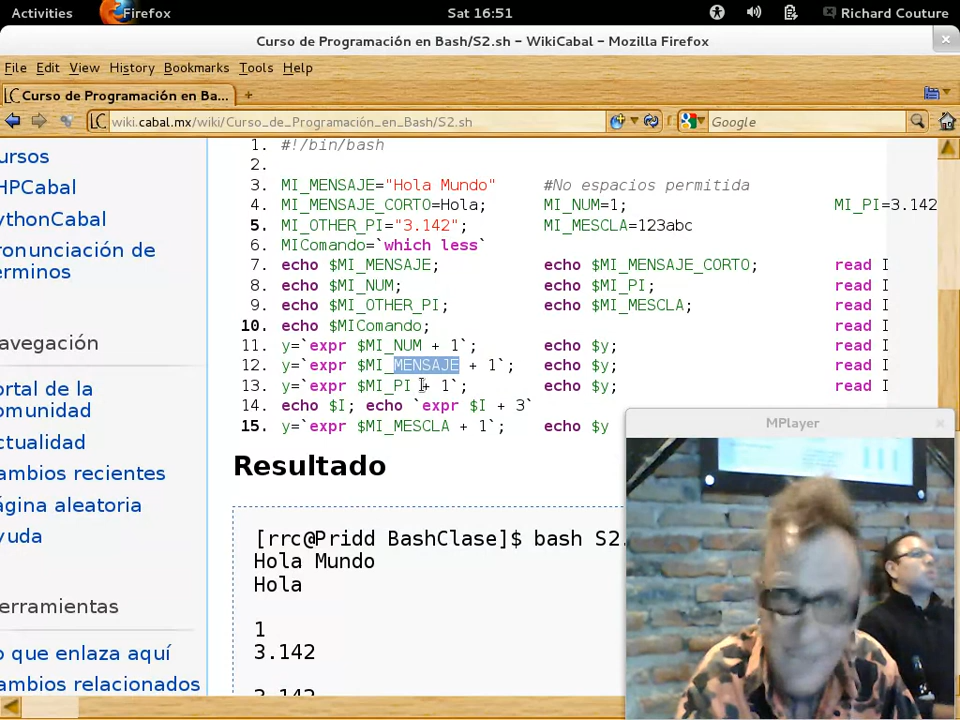 Activities Firefox Sat 16:51 Richard Couture
Curso de Programación en Bash/S2.sh – WikiCabal – Mozilla Firefox
File Edit View History Bookmarks Tools Help
Curso de Programación en Ba...
wiki.cabal.mx/wiki/Curso_de_Programación_en_Bash/S2.sh Google
ursos
HPCabal
ythonCabal
ronunciación de
erminos
avegación
ortal de la
omunidad
ctualidad
ambios recientes
ágina aleatoria
yuda
erramientas
o que enlaza aquí
ambios relacionados
1. #!/bin/bash
2.
3. MI_MENSAJE="Hola Mundo" #No espacios permitida
4. MI_MENSAJE_CORTO=Hola; MI_NUM=1; MI_PI=3.142
5. MI_OTHER_PI="3.142"; MI_MESCLA=123abc
6. MIComando=`which less`
7. echo $MI_MENSAJE; echo $MI_MENSAJE_CORTO; read I
8. echo $MI_NUM; echo $MI_PI; read I
9. echo $MI_OTHER_PI; echo $MI_MESCLA; read I
10. echo $MIComando; read I
11. y=`expr $MI_NUM + 1`; echo $y; read I
12. y=`expr $MI_MENSAJE + 1`; echo $y; read I
13. y=`expr $MI_PI + 1`; echo $y; read I
14. echo $I; echo `expr $I + 3`
15. y=`expr $MI_MESCLA + 1`; echo $y
Resultado
[rrc@Pridd BashClase]$ bash S2.
Hola Mundo
Hola
1
3.142
3.142
MPlayer